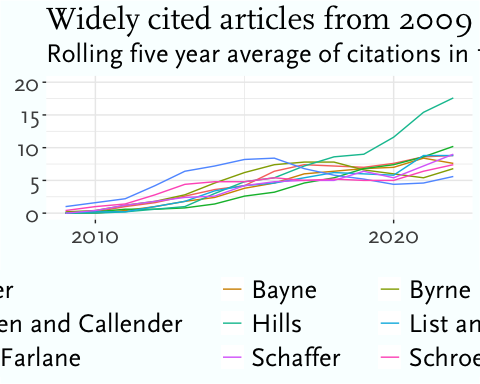 Widely cited articles from 2009
Rolling five year average of citations in
20
15
10
5
0
2010 2020
er Bayne Byrne
en and Callender Hills List an
Farlane Schaffer Schroe